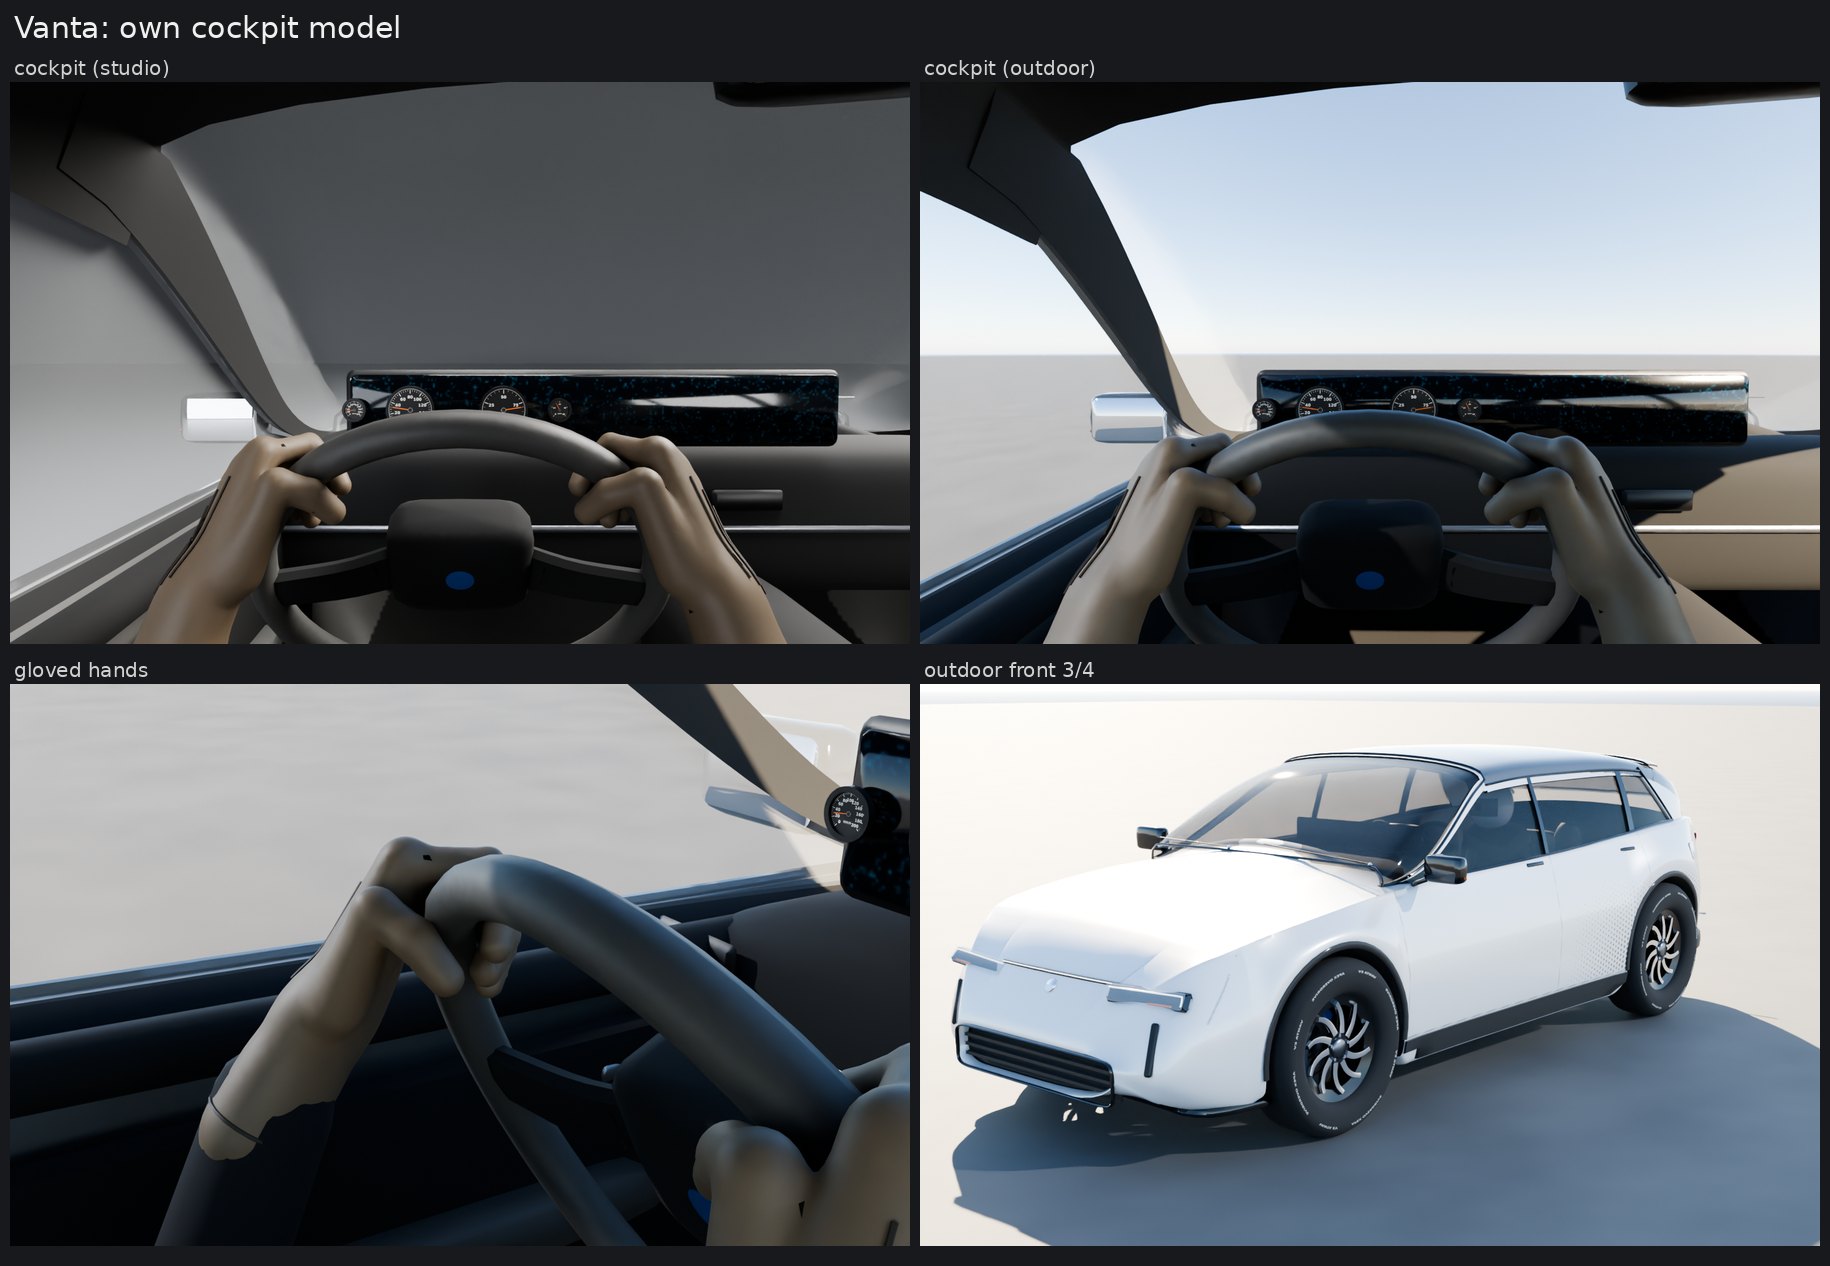 Vanta: own cockpit model
cockpit (studio)
cockpit (outdoor)
gloved hands
outdoor front 3/4